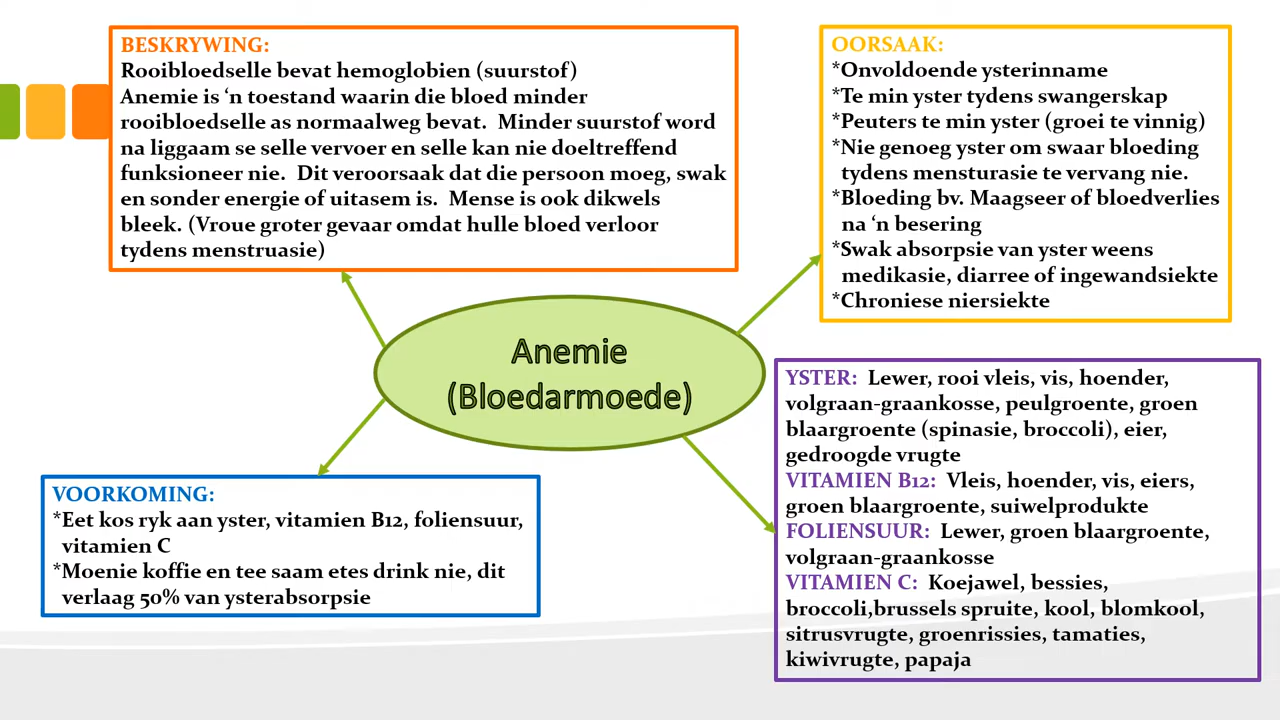 BESKRYWING:
Rooibloedselle bevat hemoglobien (suurstof)
Anemie is ‘n toestand waarin die bloed minder
rooibloedselle as normaalweg bevat.  Minder suurstof word
na liggaam se selle vervoer en selle kan nie doeltreffend
funksioneer nie.  Dit veroorsaak dat die persoon moeg, swak
en sonder energie of uitasem is.  Mense is ook dikwels
bleek. (Vroue groter gevaar omdat hulle bloed verloor
tydens menstruasie)
OORSAAK:
*Onvoldoende ysterinname
*Te min yster tydens swangerskap
*Peuters te min yster (groei te vinnig)
*Nie genoeg yster om swaar bloeding
tydens mensturasie te vervang nie.
*Bloeding bv. Maagseer of bloedverlies
na ‘n besering
*Swak absorpsie van yster weens
medikasie, diarree of ingewandsiekte
*Chroniese niersiekte
Anemie
(Bloedarmoede)
VOORKOMING:
*Eet kos ryk aan yster, vitamien B12, foliensuur,
vitamien C
*Moenie koffie en tee saam etes drink nie, dit
verlaag 50% van ysterabsorpsie
YSTER:  Lewer, rooi vleis, vis, hoender,
volgraan-graankosse, peulgroente, groen
blaargroente (spinasie, broccoli), eier,
gedroogde vrugte
VITAMIEN B12:  Vleis, hoender, vis, eiers,
groen blaargroente, suiwelprodukte
FOLIENSUUR:  Lewer, groen blaargroente,
volgraan-graankosse
VITAMIEN C:  Koejawel, bessies,
broccoli,brussels spruite, kool, blomkool,
sitrusvrugte, groenrissies, tamaties,
kiwivrugte, papaja